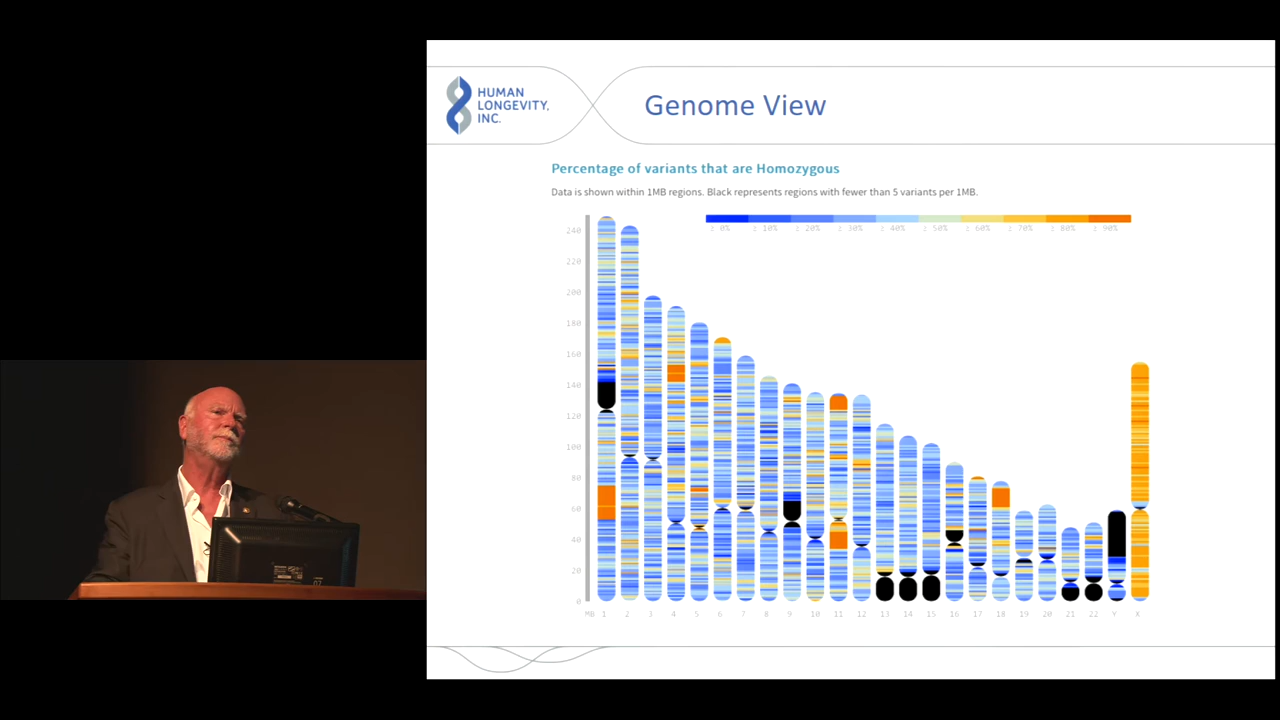 HUMAN
LONGEVITY,
INC.
Genome View
Percentage of variants that are Homozygous
Data is shown within 1MB regions. Black represents regions with fewer than 5 variants per 1MB.
≥ 0% ≥ 10% ≥ 20% ≥ 30% ≥ 40% ≥ 50% ≥ 60% ≥ 70% ≥ 80% ≥ 90%
240
220
200
180
160
140
120
100
80
60
40
20
0
MB 1 2 3 4 5 6 7 8 9 10 11 12 13 14 15 16 17 18 19 20 21 22 Y X